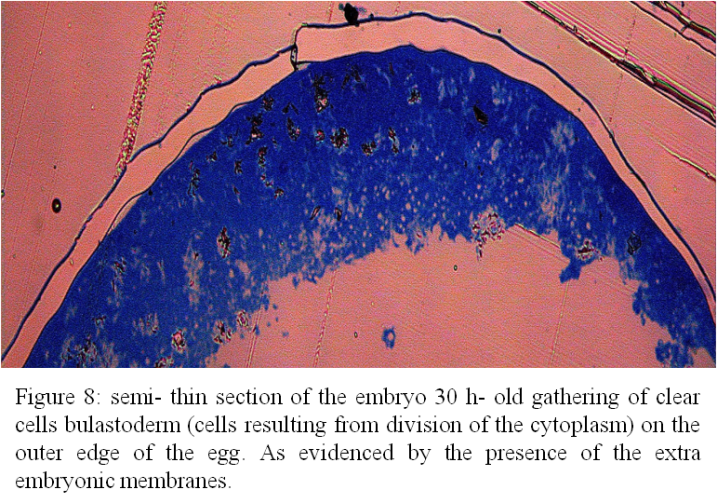 Figure 8: semi- thin section of the embryo 30 h- old gathering of clear
cells bulastoderm (cells resulting from division of the cytoplasm) on the
outer edge of the egg. As evidenced by the presence of the extra
embryonic membranes.